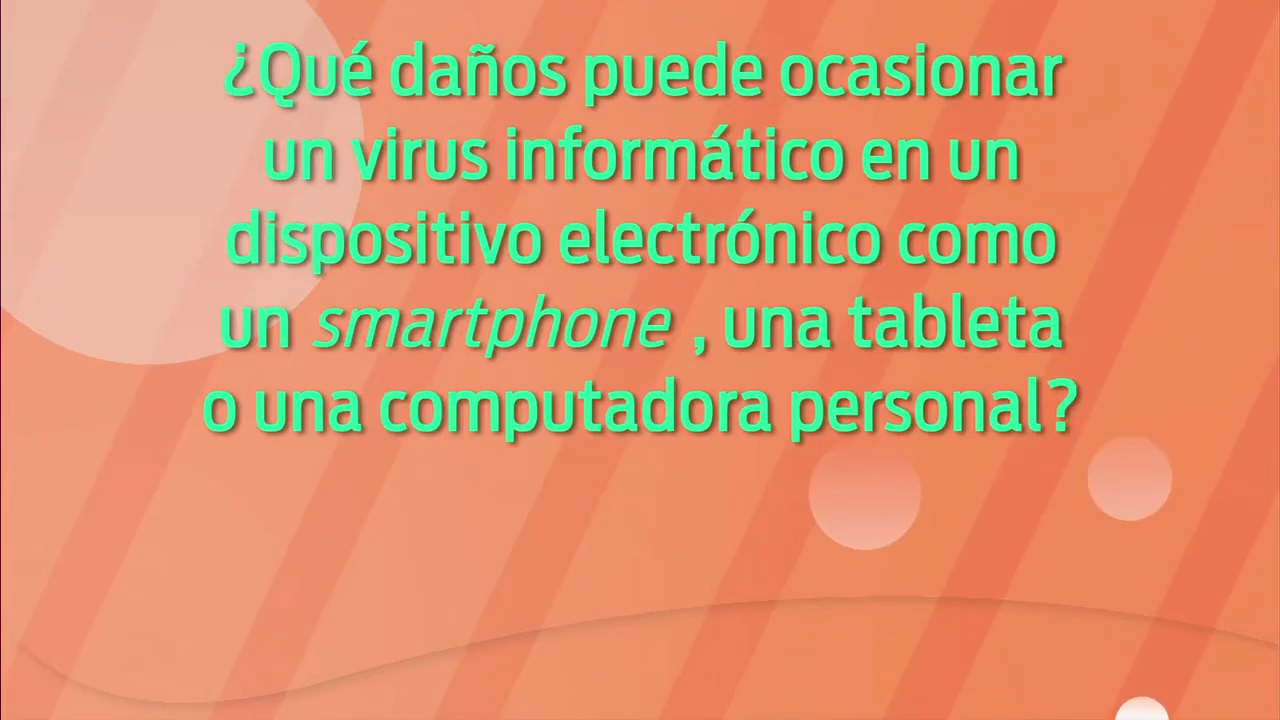 ¿Qué daños puede ocasionar
un virus informático en un
dispositivo electrónico como
un smartphone , una tableta
o una computadora personal?